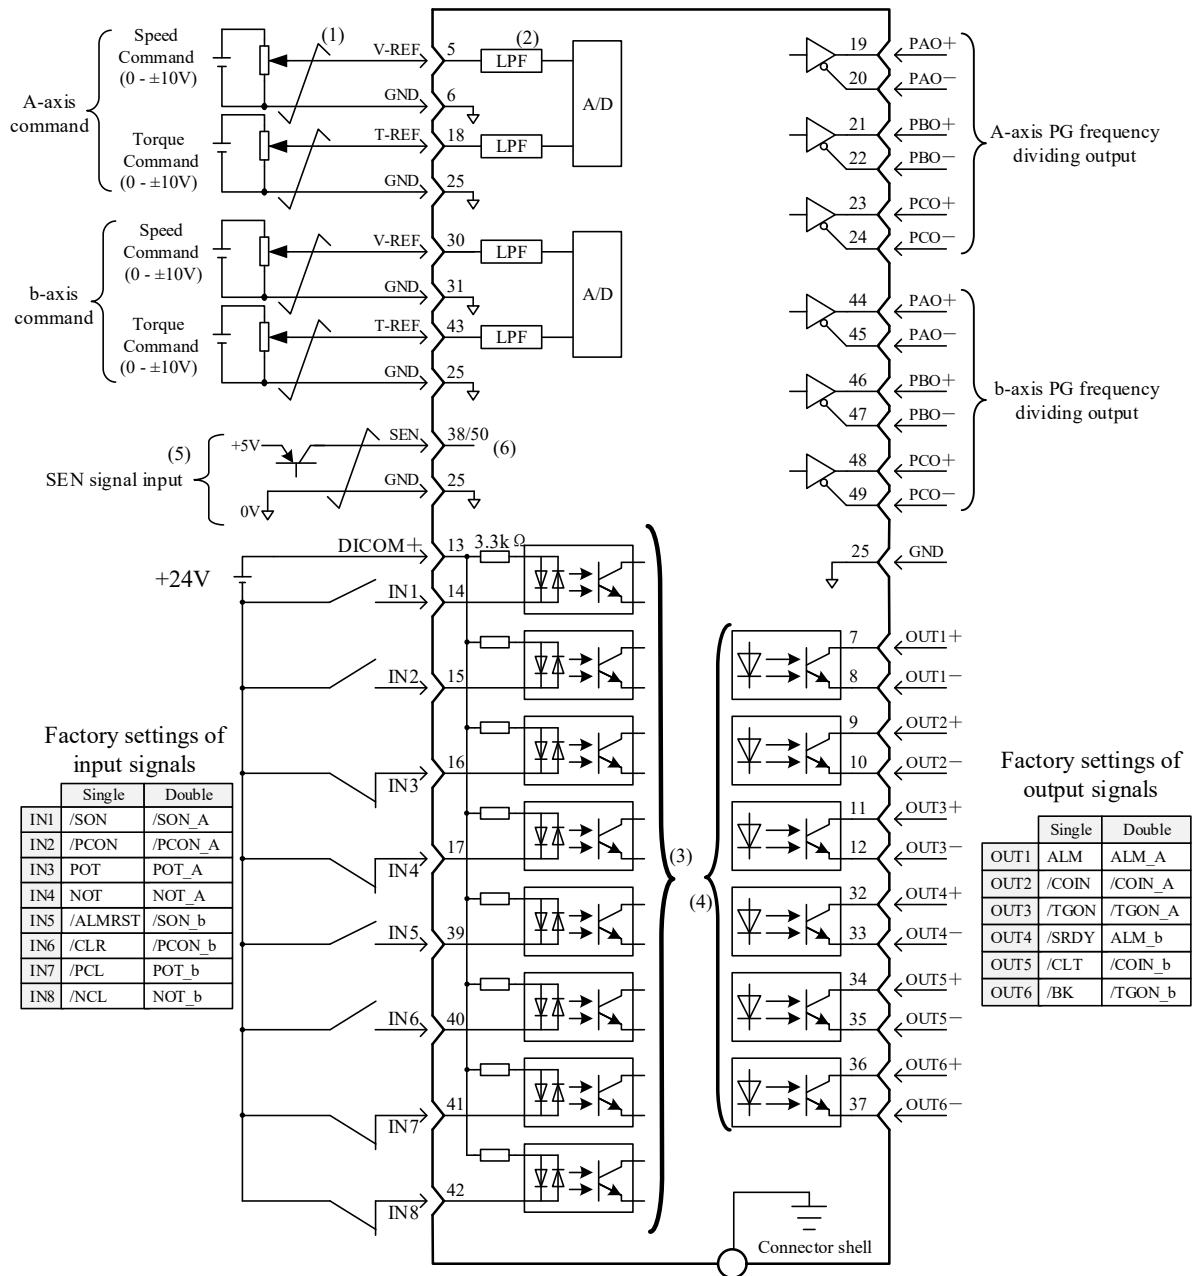 A-axis
command
Speed
Command
(0 - ±10V)
(1)
V-REF
5
(2)
LPF
A/D
GND
6
Torque
Command
(0 - ±10V)
T-REF
18
LPF
GND
25
b-axis
command
Speed
Command
(0 - ±10V)
V-REF
30
LPF
A/D
GND
31
Torque
Command
(0 - ±10V)
T-REF
43
LPF
GND
25
(5)
SEN signal input
+5V
SEN
38/50
(6)
GND
25
0V
19
PAO+
20
PAO−
21
PBO+
22
PBO−
23
PCO+
24
PCO−
A-axis PG frequency
dividing output
44
PAO+
45
PAO−
46
PBO+
47
PBO−
48
PCO+
49
PCO−
b-axis PG frequency
dividing output
25
GND
DICOM+
13
3.3k Ω
+24V
IN1
14
IN2
15
IN3
16
IN4
17
IN5
39
IN6
40
IN7
41
IN8
42
(3)
(4)
7
OUT1+
8
OUT1−
9
OUT2+
10
OUT2−
11
OUT3+
12
OUT3−
32
OUT4+
33
OUT4−
34
OUT5+
35
OUT5−
36
OUT6+
37
OUT6−
Factory settings of
input signals
Single Double
IN1 /SON /SON_A
IN2 /PCON /PCON_A
IN3 POT POT_A
IN4 NOT NOT_A
IN5 /ALMRST /SON_b
IN6 /CLR /PCON_b
IN7 /PCL POT_b
IN8 /NCL NOT_b
Factory settings of
output signals
Single Double
OUT1 ALM ALM_A
OUT2 /COIN /COIN_A
OUT3 /TGON /TGON_A
OUT4 /SRDY ALM_b
OUT5 /CLT /COIN_b
OUT6 /BK /TGON_b
Connector shell